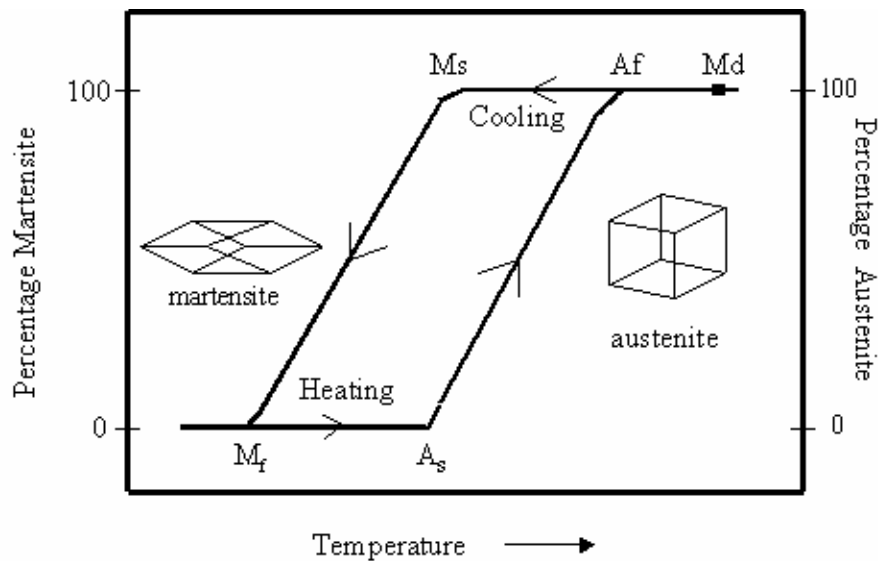 Ms Af Md
100 100
Cooling
Percentage Martensite
Percentage Austenite
martensite
austenite
Heating
0 0
Mf As
Temperature